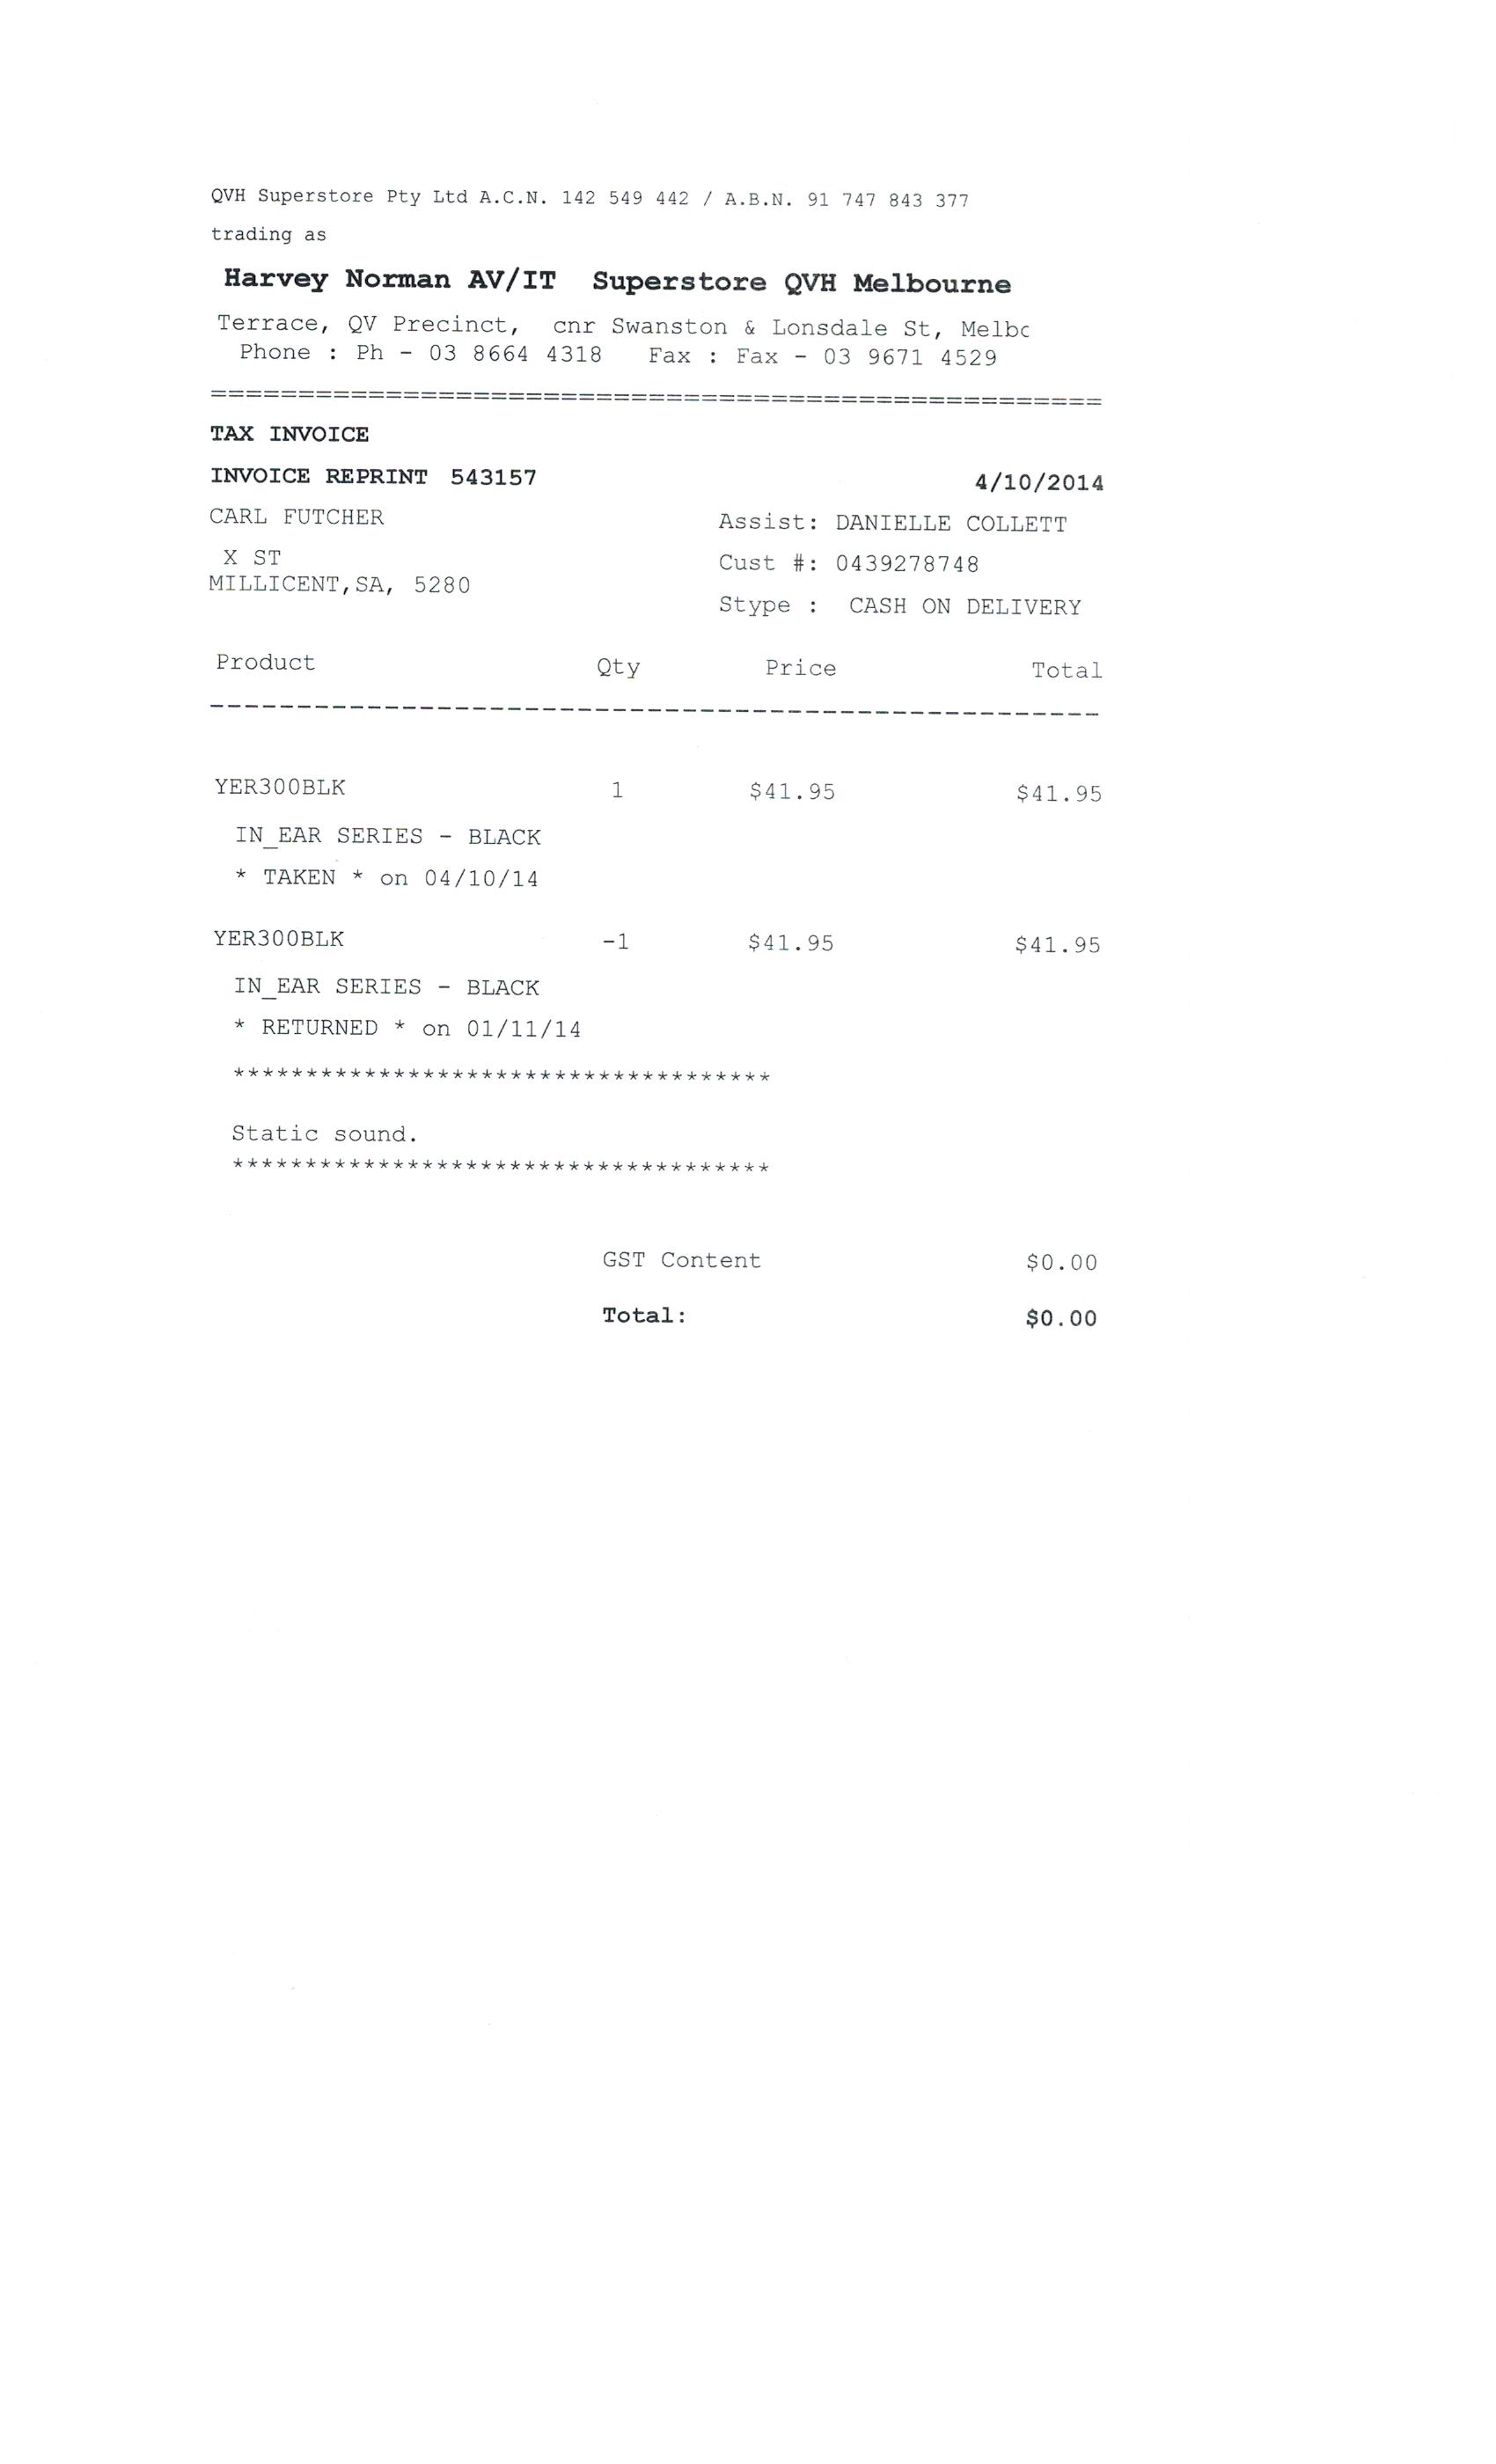 QVH Superstore Pty Ltd A.C.N. 142 549 442 / A.B.N. 91 747 843 377
trading as
Harvey Norman AV/IT Superstore QVH Melbourne
Terrace, QV Precinct, cnr Swanston & Lonsdale St, Melbc
Phone : Ph - 03 8664 4318 Fax : Fax - 03 9671 4529
==============================================================
TAX INVOICE
INVOICE REPRINT 543157 4/10/2014
CARL FUTCHER Assist: DANIELLE COLLETT
X ST Cust #: 0439278748
MILLICENT,SA, 5280
Stype : CASH ON DELIVERY
Product Qty Price Total
--------------------------------------------------------------
YER300BLK 1 $41.95 $41.95
IN_EAR SERIES - BLACK
* TAKEN * on 04/10/14
YER300BLK -1 $41.95 $41.95
IN_EAR SERIES - BLACK
* RETURNED * on 01/11/14
*************************************
Static sound.
*************************************
GST Content $0.00
Total: $0.00